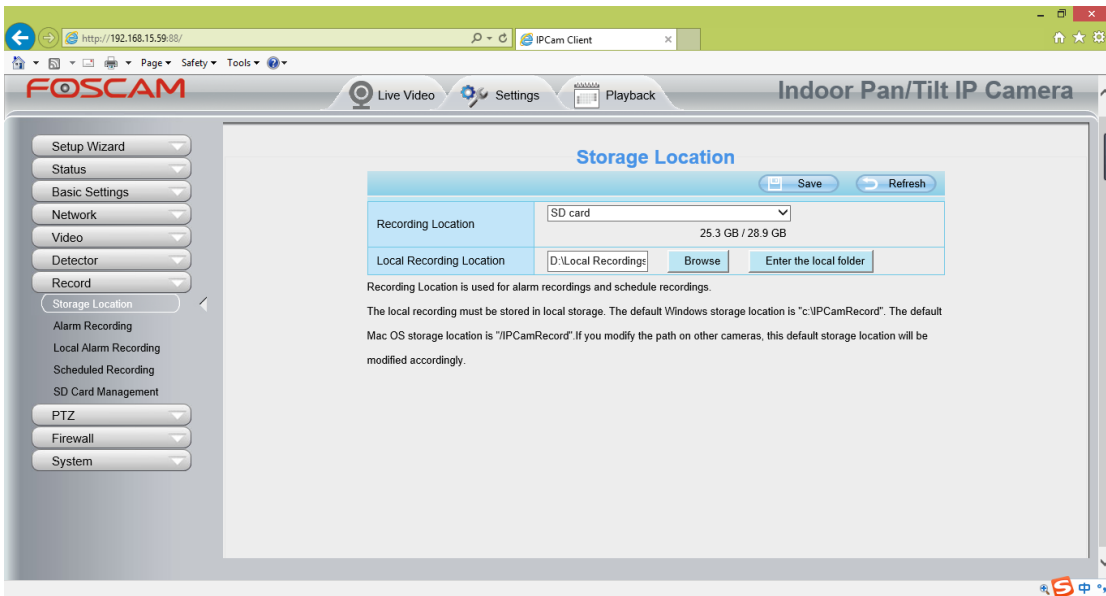 http://192.168.15.59:88/
IPCam Client
Page Safety Tools
FOSCAM
Live Video
Settings
Playback
Indoor Pan/Tilt IP Camera
Setup Wizard
Status
Basic Settings
Network
Video
Detector
Record
Storage Location
Alarm Recording
Local Alarm Recording
Scheduled Recording
SD Card Management
PTZ
Firewall
System
Storage Location
Save
Refresh
Recording Location
SD card
25.3 GB / 28.9 GB
Local Recording Location
D:\Local Recordings
Browse
Enter the local folder
Recording Location is used for alarm recordings and schedule recordings.
The local recording must be stored in local storage. The default Windows storage location is "c:\IPCamRecord". The default
Mac OS storage location is "/IPCamRecord".If you modify the path on other cameras, this default storage location will be
modified accordingly.
中